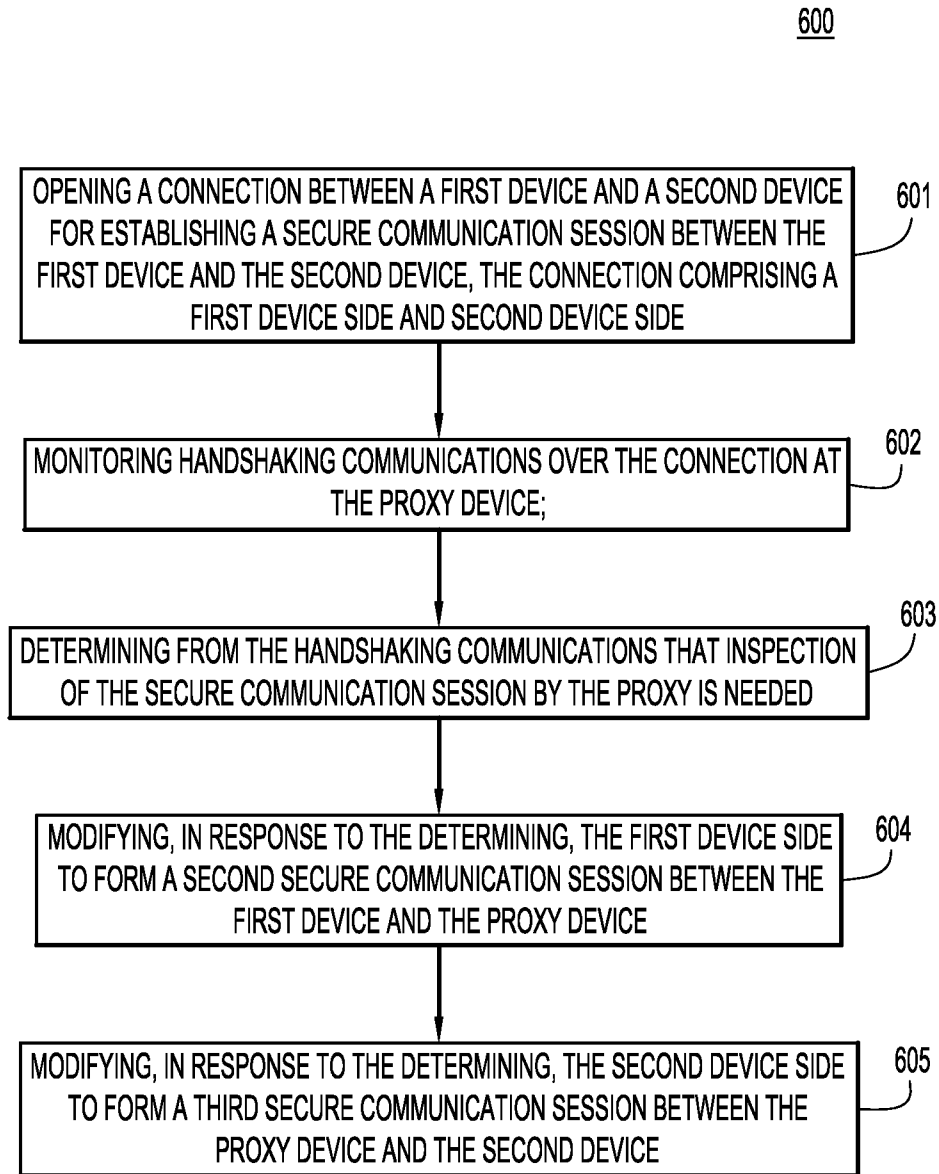 600
OPENING A CONNECTION BETWEEN A FIRST DEVICE AND A SECOND DEVICE
FOR ESTABLISHING A SECURE COMMUNICATION SESSION BETWEEN THE
FIRST DEVICE AND THE SECOND DEVICE, THE CONNECTION COMPRISING A
FIRST DEVICE SIDE AND SECOND DEVICE SIDE
601
MONITORING HANDSHAKING COMMUNICATIONS OVER THE CONNECTION AT
THE PROXY DEVICE;
602
DETERMINING FROM THE HANDSHAKING COMMUNICATIONS THAT INSPECTION
OF THE SECURE COMMUNICATION SESSION BY THE PROXY IS NEEDED
603
MODIFYING, IN RESPONSE TO THE DETERMINING, THE FIRST DEVICE SIDE
TO FORM A SECOND SECURE COMMUNICATION SESSION BETWEEN THE
FIRST DEVICE AND THE PROXY DEVICE
604
MODIFYING, IN RESPONSE TO THE DETERMINING, THE SECOND DEVICE SIDE
TO FORM A THIRD SECURE COMMUNICATION SESSION BETWEEN THE
PROXY DEVICE AND THE SECOND DEVICE
605